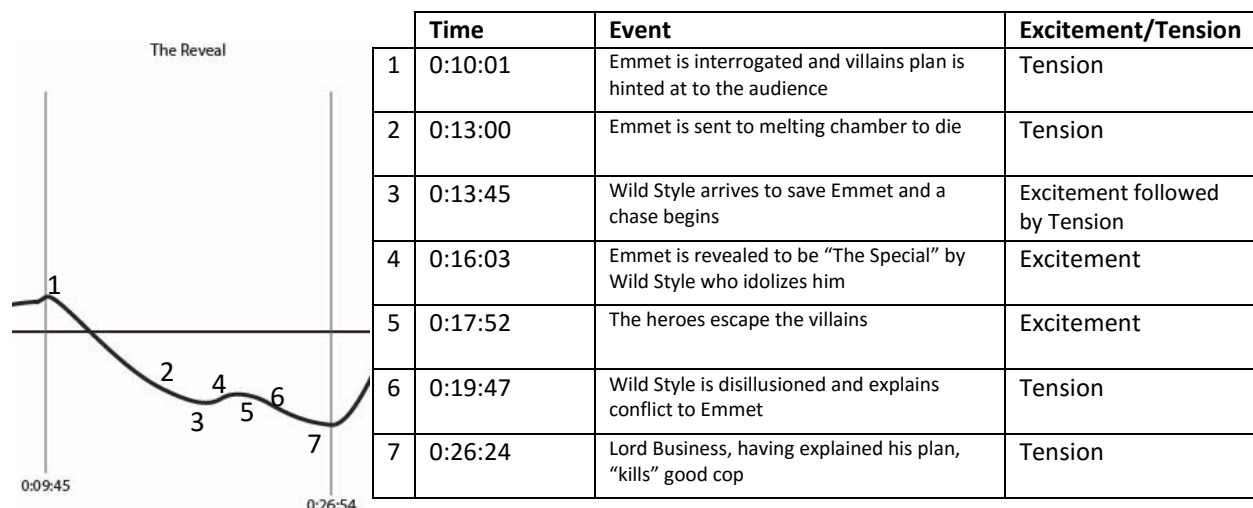 The Reveal
1
2
3
4
5
6
7
0:09:45
0:26:54
Time Event Excitement/Tension
1 0:10:01 Emmet is interrogated and villains plan is
hinted at to the audience
Tension
2 0:13:00 Emmet is sent to melting chamber to die Tension
3 0:13:45 Wild Style arrives to save Emmet and a
chase begins
Excitement followed
by Tension
4 0:16:03 Emmet is revealed to be “The Special” by
Wild Style who idolizes him
Excitement
5 0:17:52 The heroes escape the villains Excitement
6 0:19:47 Wild Style is disillusioned and explains
conflict to Emmet
Tension
7 0:26:24 Lord Business, having explained his plan,
“kills” good cop
Tension